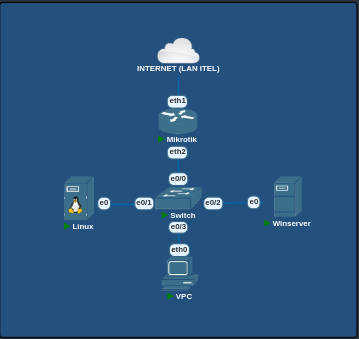 INTERNET (LAN ITEL)
eth1
Mikrotik
eth2
e0/0
e0
e0/1
e0/2
e0
Linux
Switch
Winserver
e0/3
eth0
VPC